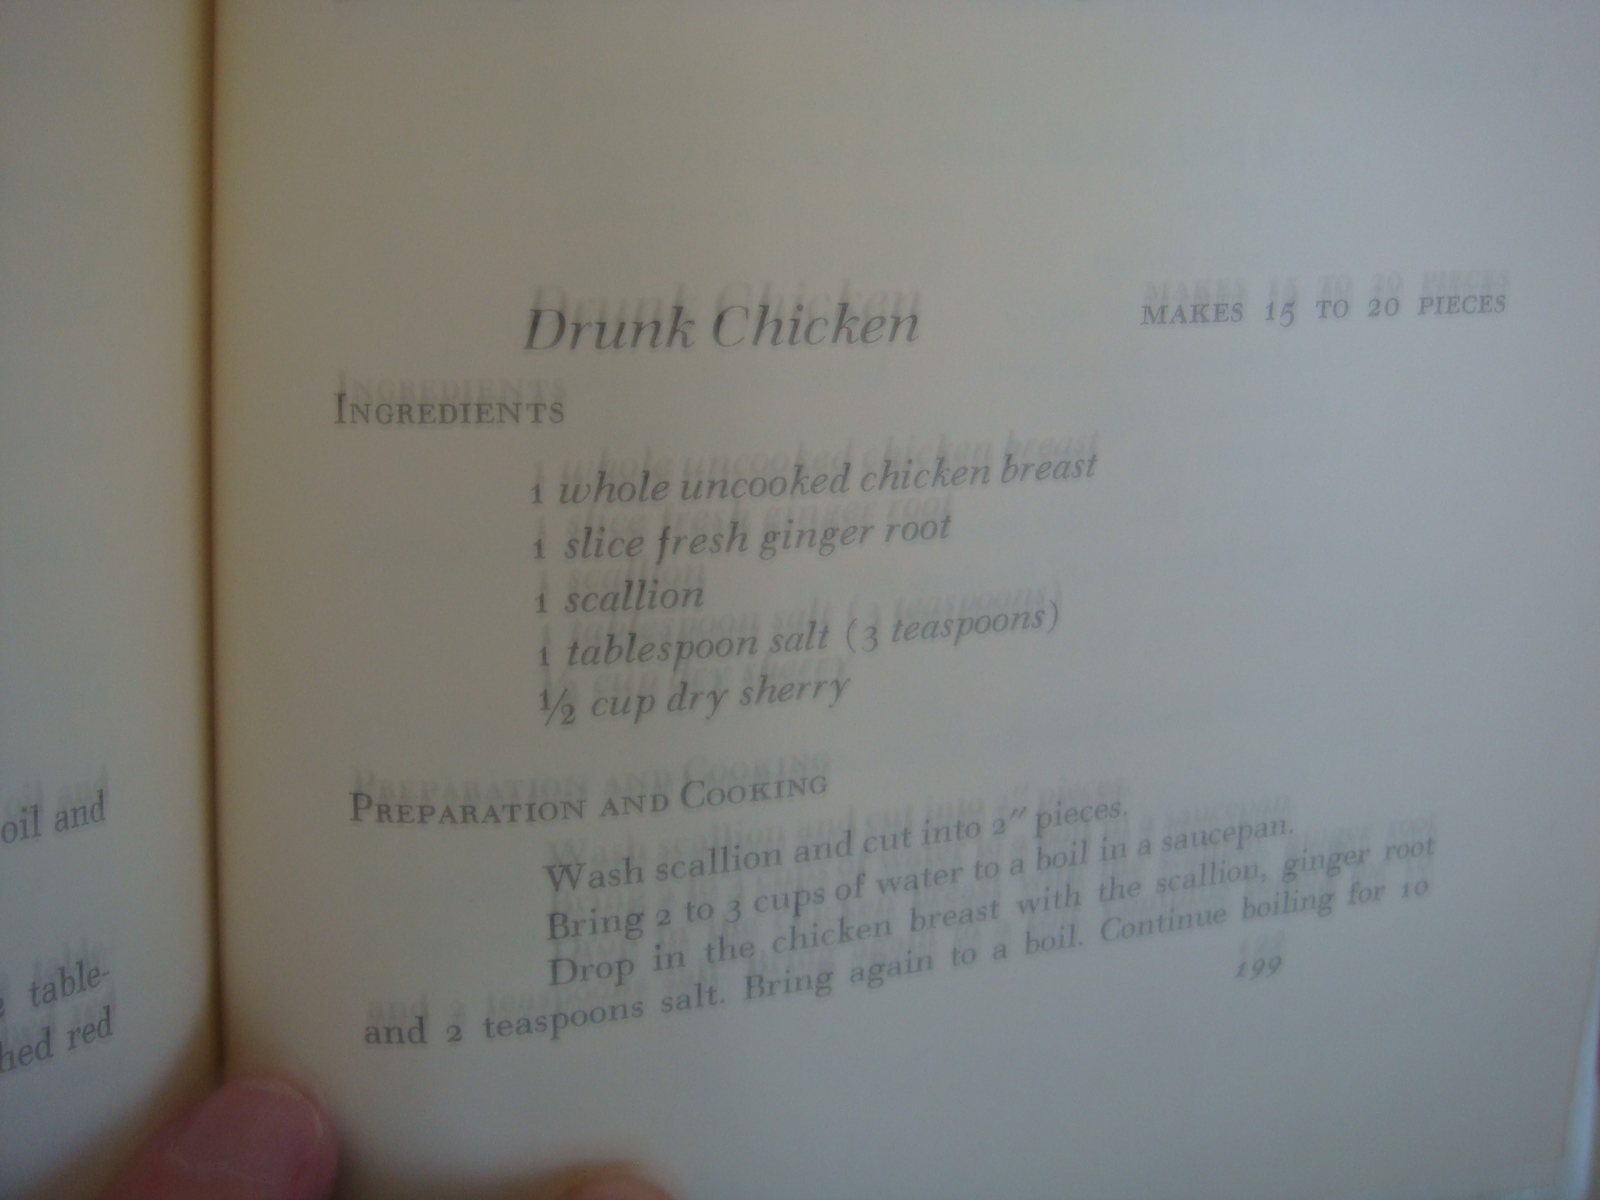 oil and
table-
hed red
Drunk Chicken
MAKES 15 TO 20 PIECES
INGREDIENTS
1 whole uncooked chicken breast
1 slice fresh ginger root
1 scallion
1 tablespoon salt (3 teaspoons)
½ cup dry sherry
PREPARATION AND COOKING
Wash scallion and cut into 2″ pieces.
Bring 2 to 3 cups of water to a boil in a saucepan.
Drop in the chicken breast with the scallion, ginger root
and 2 teaspoons salt. Bring again to a boil. Continue boiling for 10
199